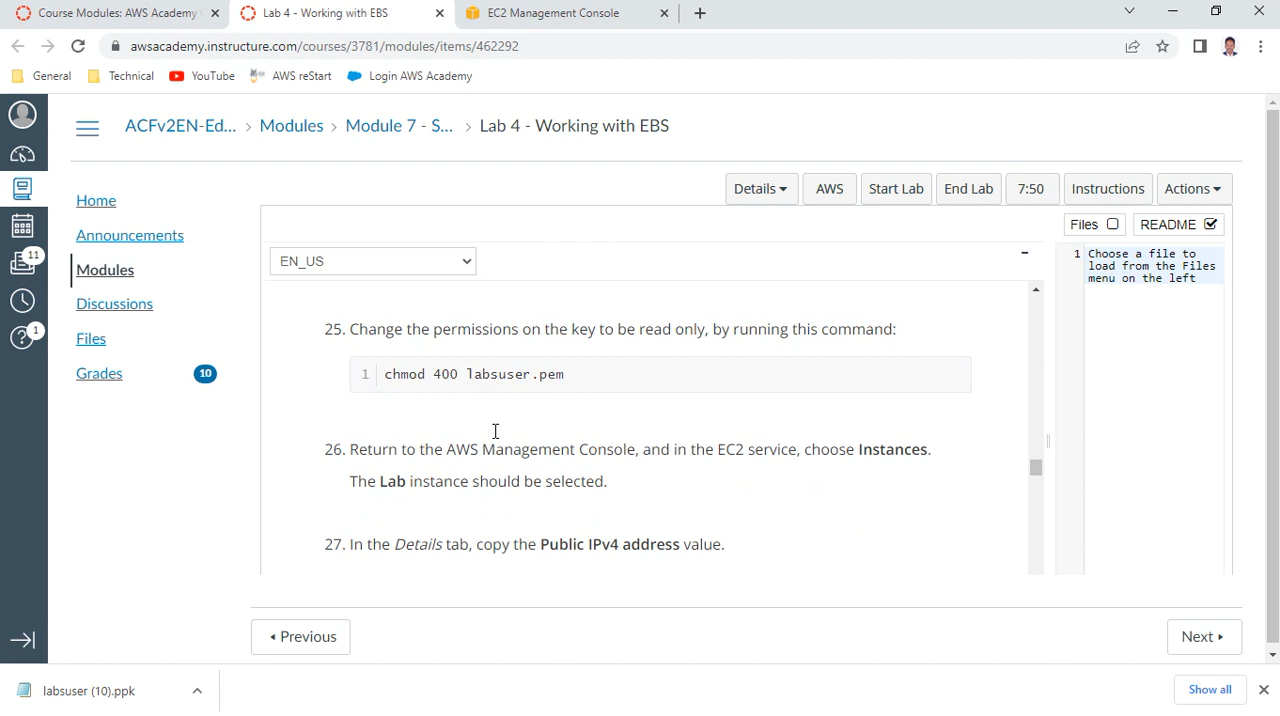 Course Modules: AWS Academy
Lab 4 - Working with EBS
EC2 Management Console
awsacademy.instructure.com/courses/3781/modules/items/462292
General
Technical
YouTube
AWS reStart
Login AWS Academy
ACFv2EN-Ed... > Modules > Module 7 - S... > Lab 4 - Working with EBS
Details
AWS
Start Lab
End Lab
7:50
Instructions
Actions
Home
Announcements
11
Modules
Discussions
1
Files
Grades
10
Files
README
EN_US
1 Choose a file to
load from the Files
menu on the left
25. Change the permissions on the key to be read only, by running this command:
1 chmod 400 labsuser.pem
26. Return to the AWS Management Console, and in the EC2 service, choose Instances.
The Lab instance should be selected.
27. In the Details tab, copy the Public IPv4 address value.
Previous
Next
labsuser (10).ppk
Show all